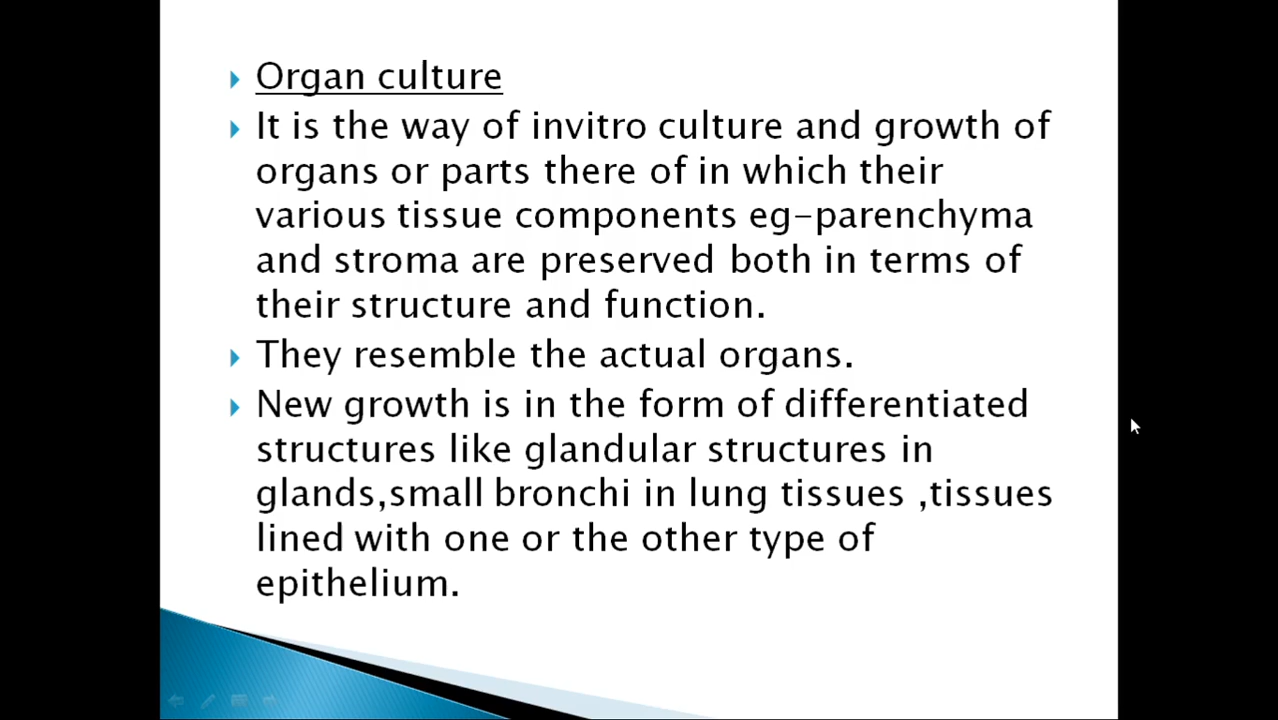 Organ culture
It is the way of invitro culture and growth of
organs or parts there of in which their
various tissue components eg-parenchyma
and stroma are preserved both in terms of
their structure and function.
They resemble the actual organs.
New growth is in the form of differentiated
structures like glandular structures in
glands,small bronchi in lung tissues ,tissues
lined with one or the other type of
epithelium.